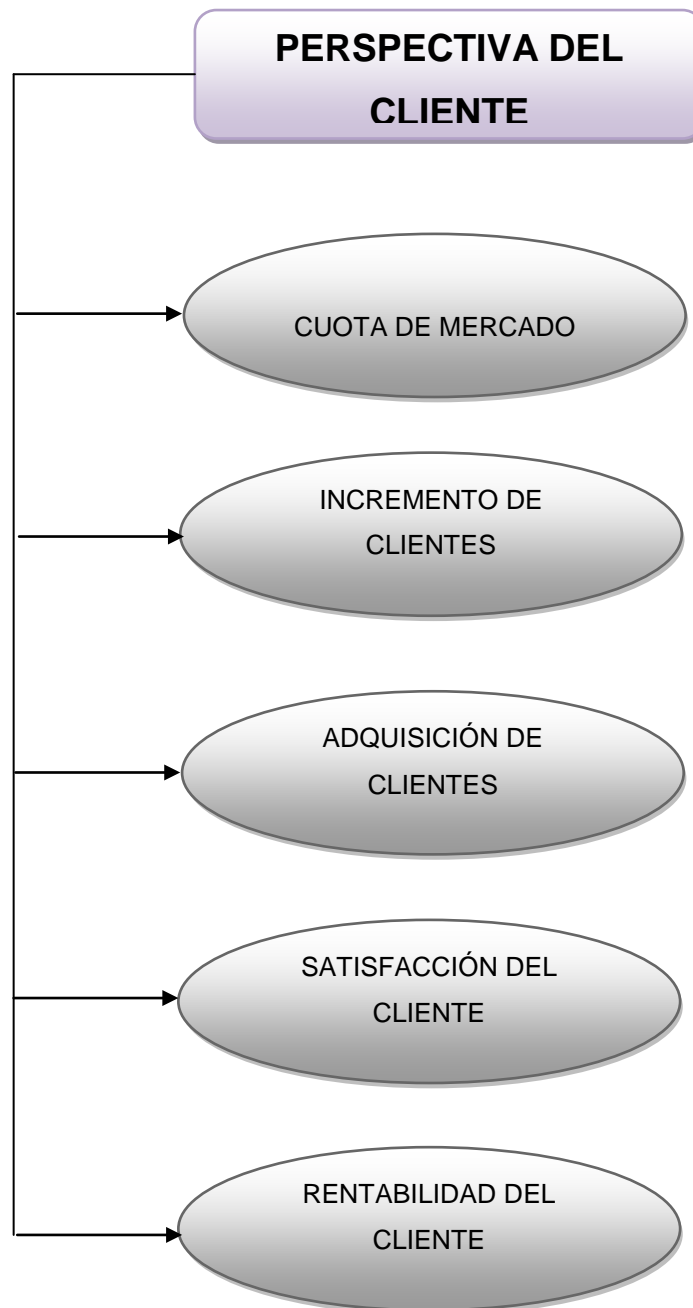 PERSPECTIVA DEL
CLIENTE
CUOTA DE MERCADO
INCREMENTO DE
CLIENTES
ADQUISICIÓN DE
CLIENTES
SATISFACCIÓN DEL
CLIENTE
RENTABILIDAD DEL
CLIENTE